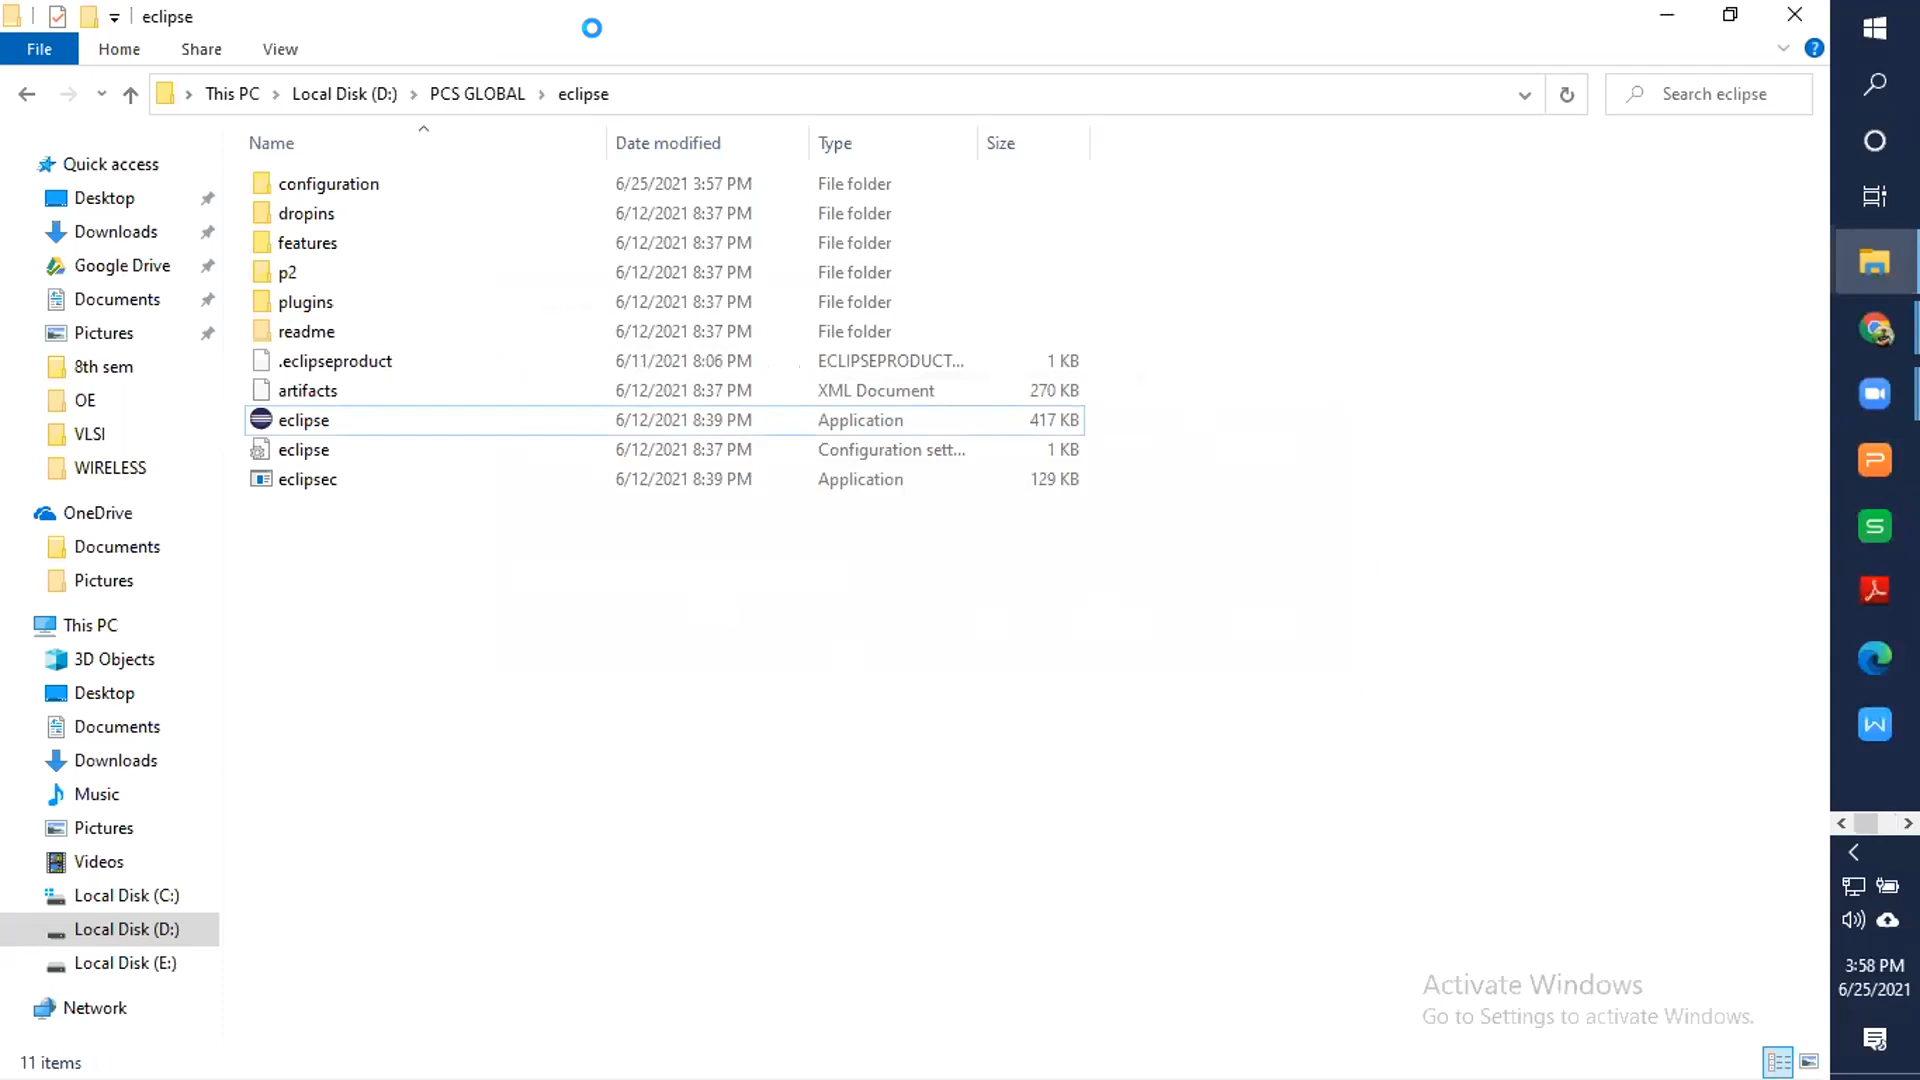 eclipse
File Home Share View
This PC Local Disk (D:) PCS GLOBAL eclipse Search eclipse
Name Date modified Type Size
Quick access
Desktop
Downloads
Google Drive
Documents
Pictures
8th sem
OE
VLSI
WIRELESS
OneDrive
Documents
Pictures
This PC
3D Objects
Desktop
Documents
Downloads
Music
Pictures
Videos
Local Disk (C:)
Local Disk (D:)
Local Disk (E:)
Network
configuration 6/25/2021 3:57 PM File folder
dropins 6/12/2021 8:37 PM File folder
features 6/12/2021 8:37 PM File folder
p2 6/12/2021 8:37 PM File folder
plugins 6/12/2021 8:37 PM File folder
readme 6/12/2021 8:37 PM File folder
.eclipseproduct 6/11/2021 8:06 PM ECLIPSEPRODUCT... 1 KB
artifacts 6/12/2021 8:37 PM XML Document 270 KB
eclipse 6/12/2021 8:39 PM Application 417 KB
eclipse 6/12/2021 8:37 PM Configuration sett... 1 KB
eclipsec 6/12/2021 8:39 PM Application 129 KB
Activate Windows
Go to Settings to activate Windows.
11 items
3:58 PM
6/25/2021